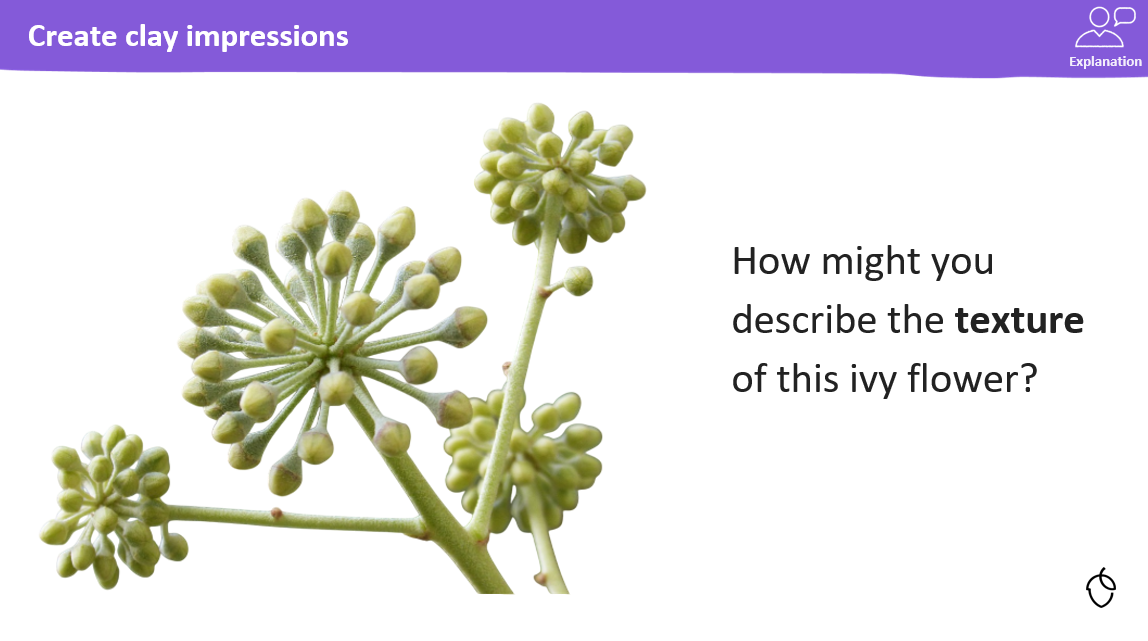 Create clay impressions
Explanation
How might you
describe the texture
of this ivy flower?